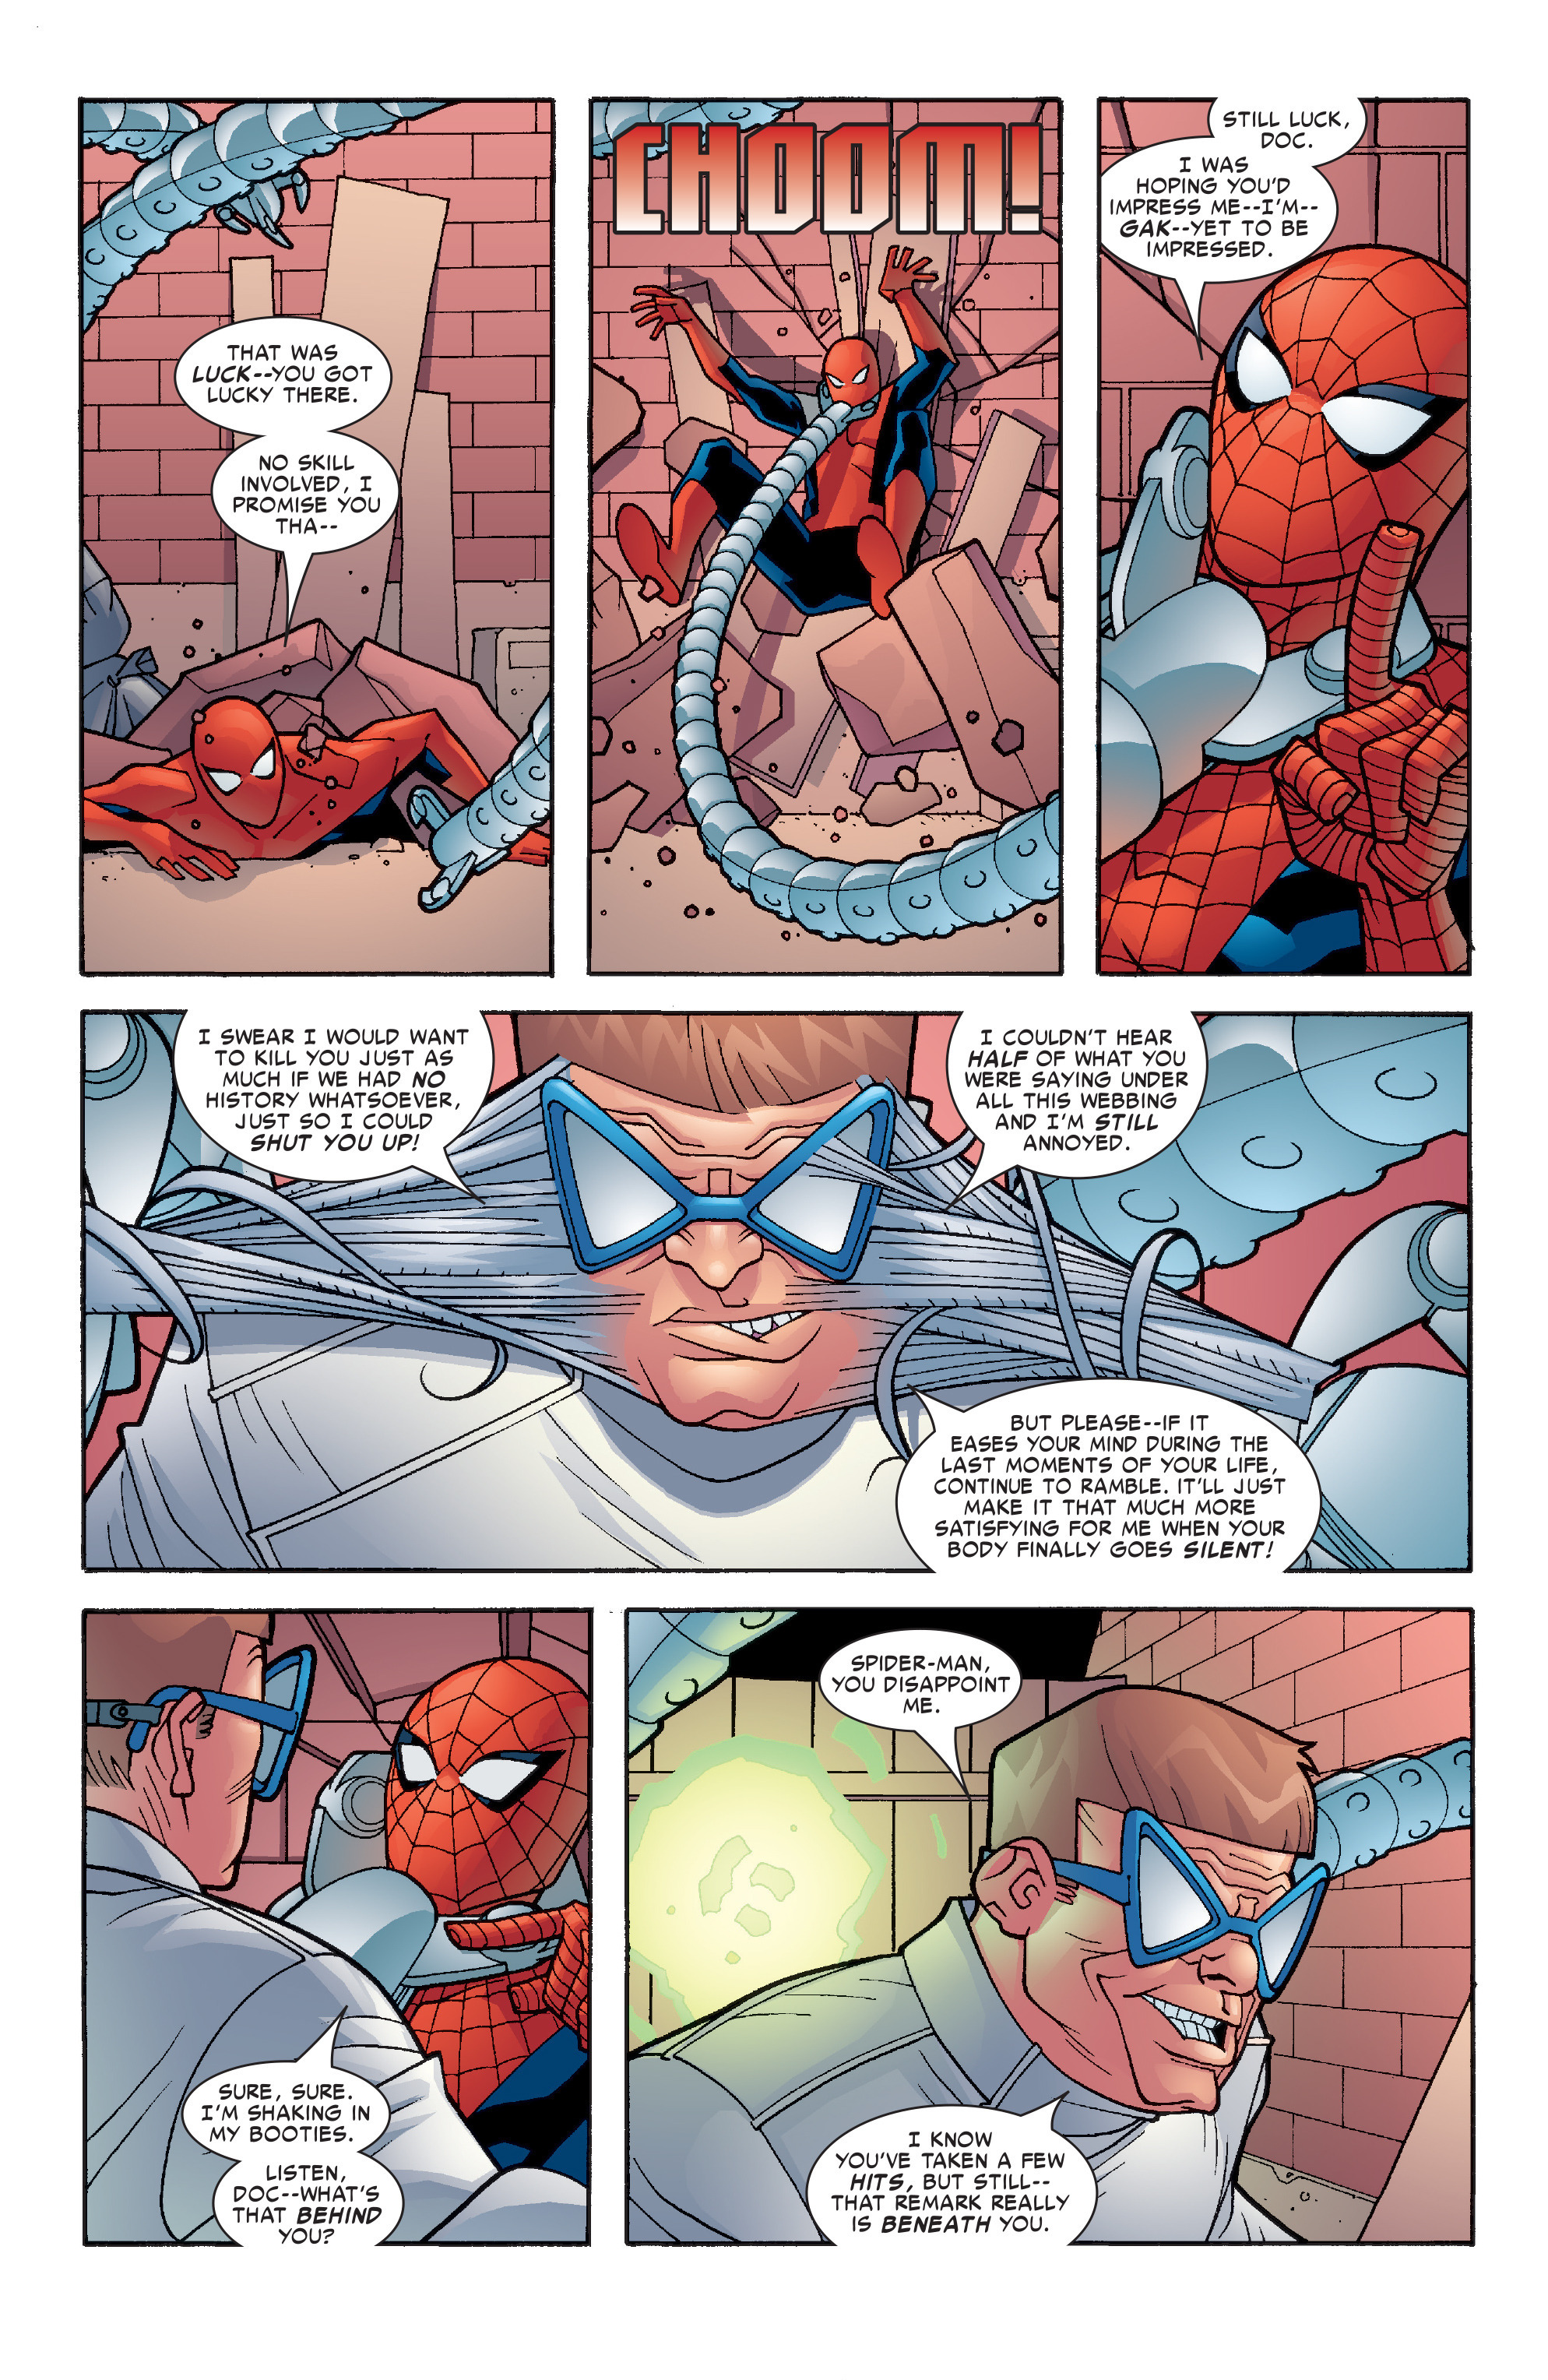 THAT WAS
LUCK--YOU GOT
LUCKY THERE.
NO SKILL
INVOLVED, I
PROMISE YOU
THA--
CHOOM!
STILL LUCK,
DOC.
I WAS
HOPING YOU'D
IMPRESS ME--I'M--
GAK--YET TO BE
IMPRESSED.
I SWEAR I WOULD WANT
TO KILL YOU JUST AS
MUCH IF WE HAD NO
HISTORY WHATSOEVER,
JUST SO I COULD
SHUT YOU UP!
I COULDN'T HEAR
HALF OF WHAT YOU
WERE SAYING UNDER
ALL THIS WEBBING
AND I'M STILL
ANNOYED.
BUT PLEASE--IF IT
EASES YOUR MIND DURING THE
LAST MOMENTS OF YOUR LIFE,
CONTINUE TO RAMBLE. IT'LL JUST
MAKE IT THAT MUCH MORE
SATISFYING FOR ME WHEN YOUR
BODY FINALLY GOES SILENT!
SURE, SURE.
I'M SHAKING IN
MY BOOTIES.
LISTEN,
DOC--WHAT'S
THAT BEHIND
YOU?
SPIDER-MAN,
YOU DISAPPOINT
ME.
I KNOW
YOU'VE TAKEN A FEW
HITS, BUT STILL--
THAT REMARK REALLY
IS BENEATH YOU.